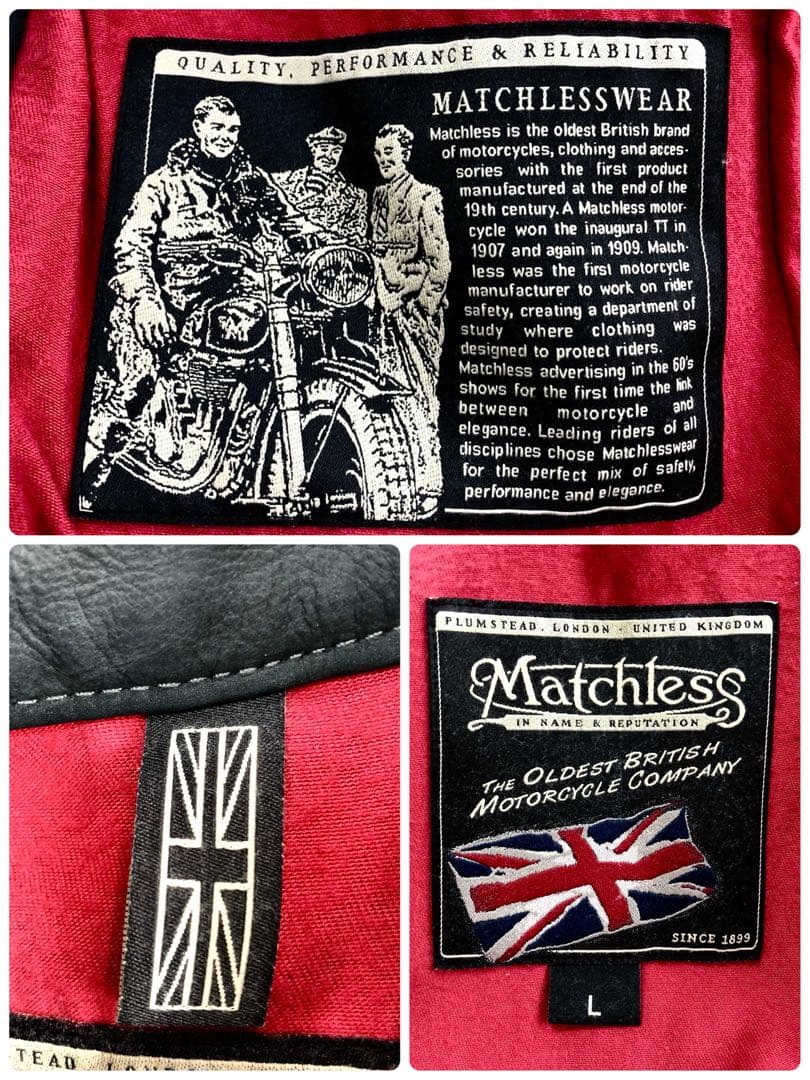 QUALITY, PERFORMANCE & RELIABILITY
MATCHLESSWEAR
Matchless is the oldest British brand
of motorcycles, clothing and acces-
sories with the first product
manufactured at the end of the
19th century. A Matchless motor-
cycle won the inaugural TT in
1907 and again in 1909. Match-
less was the first motorcycle
manufacturer to work on rider
safety, creating a department of
study where clothing was
designed to protect riders.
Matchless advertising in the 60's
shows for the first time the link
between motorcycle and
elegance. Leading riders of all
disciplines chose Matchlesswear
for the perfect mix of safety,
performance and elegance.
M
TEAD
PLUMSTEAD. LONDON - UNITED KINGDOM
Matchless
IN NAME & REPUTATION
THE OLDEST BRITISH
MOTORCYCLE COMPANY
SINCE 1899
L